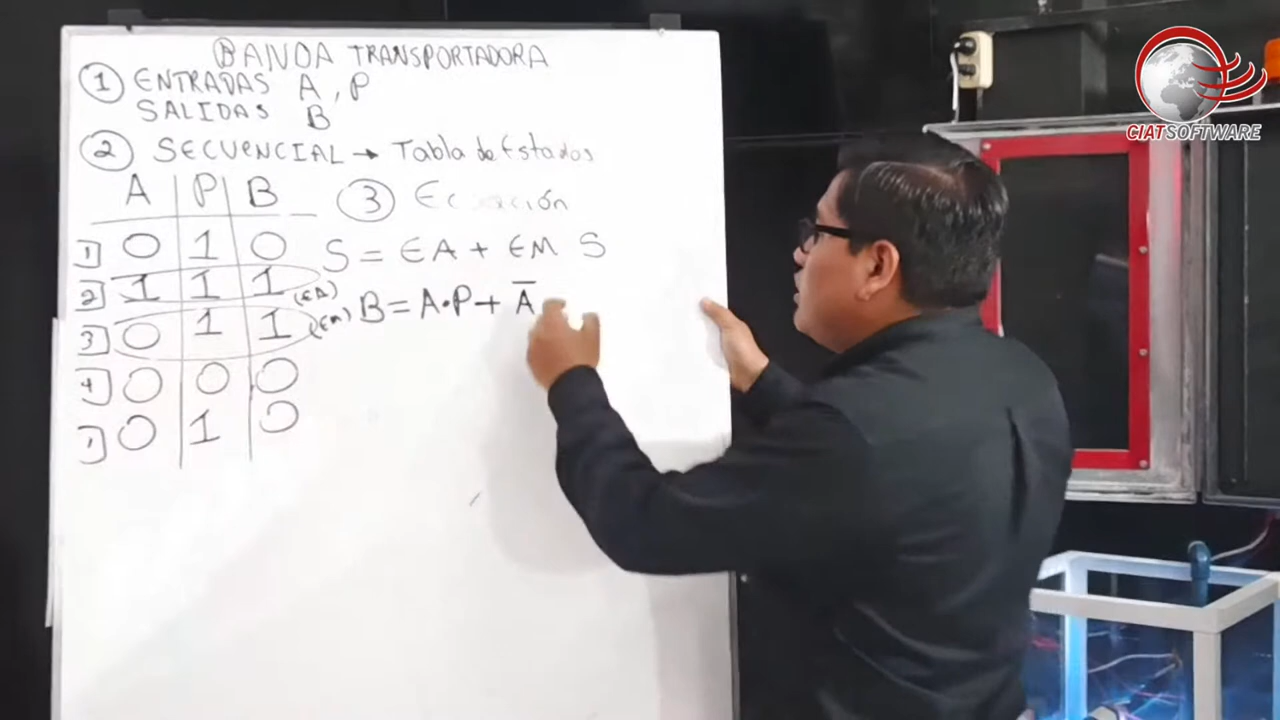 BANDA TRANSPORTADORA
① ENTRADAS A, P
SALIDAS B
② SECUENCIAL → Tabla de Estados
A P B
③ Ecuación
1 0 1 0
S = EA + EM S
2 1 1 1 (EA)
B = A·P + A̅
3 0 1 1 (EM)
4 0 0 0
1 0 1 0
CIATSOFTWARE